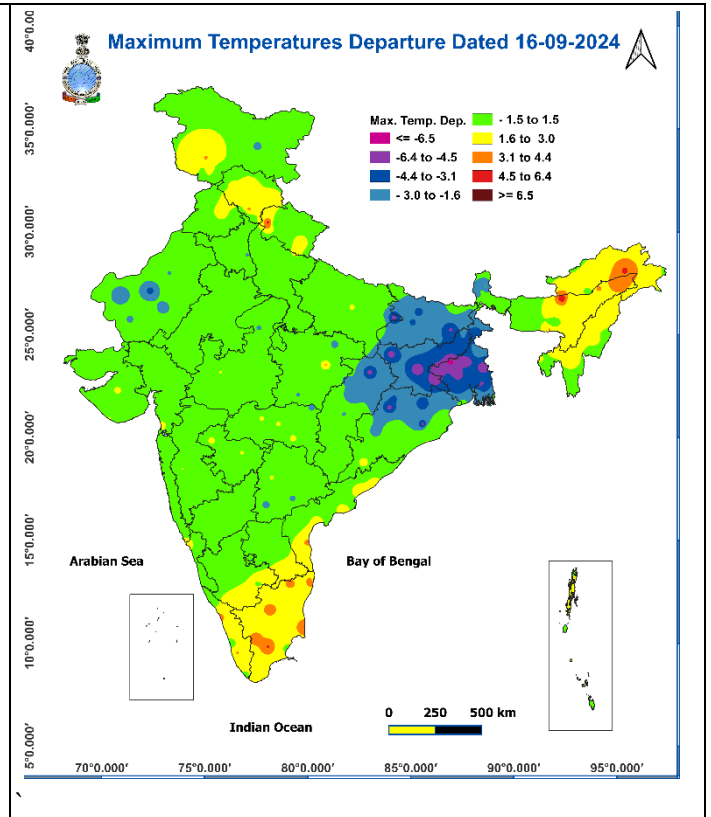 Maximum Temperatures Departure Dated 16-09-2024
Max. Temp. Dep.
<= -6.5
-6.4 to -4.5
-4.4 to -3.1
- 3.0 to -1.6
- 1.5 to 1.5
1.6 to 3.0
3.1 to 4.4
4.5 to 6.4
>= 6.5
40°0.000'
35°0.000'
30°0.000'
25°0.000'
20°0.000'
15°0.000'
10°0.000'
5°0.000'
Arabian Sea
Bay of Bengal
Indian Ocean
0 250 500 km
70°0.000' 75°0.000' 80°0.000' 85°0.000' 90°0.000' 95°0.000'
`